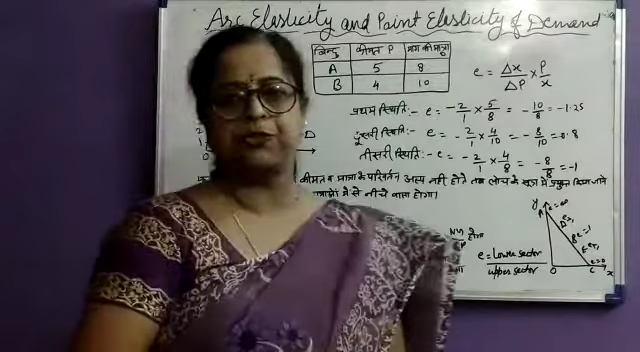 Arc Elasticity and Point Elasticity of Demand
बिन्दु कीमत P मांग की मात्रा
A 5 8
B 4 10
e = Δx/ΔP × P/x
प्रथम स्थिति:- e = -2/1 × 5/8 = -10/8 = -1.25
दूसरी स्थिति:- e = -2/1 × 4/10 = -8/10 = 0.8
तीसरी स्थिति:- e = -2/1 × 4/8 = -8/8 = -1
कीमत व मात्रा के परिवर्तन अल्प नहीं होते तब लोच के सूत्र में प्रयुक्त किया जाने
मात्राओं में से नीचे वाला होगा।
होगा
e = Lower sector/upper sector
y
A e=∞
D e>1
B e=1
E e<1
e=0
O C x